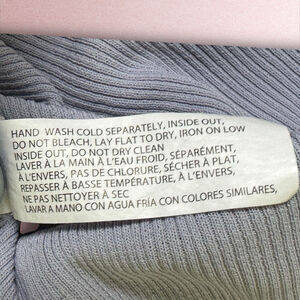 HAND WASH COLD SEPARATELY, INSIDE OUT,
DO NOT BLEACH, LAY FLAT TO DRY, IRON ON LOW
INSIDE OUT, DO NOT DRY CLEAN
LAVER À LA MAIN À L'EAU FROID, SÉPARÉMENT,
À L'ENVERS, PAS DE CHLORURE, SÉCHER À PLAT,
REPASSER À BASSE TEMPÉRATURE, À L'ENVERS,
NE PAS NETTOYER À SEC
LAVAR A MANO CON AGUA FRÍA CON COLORES SIMILARES,